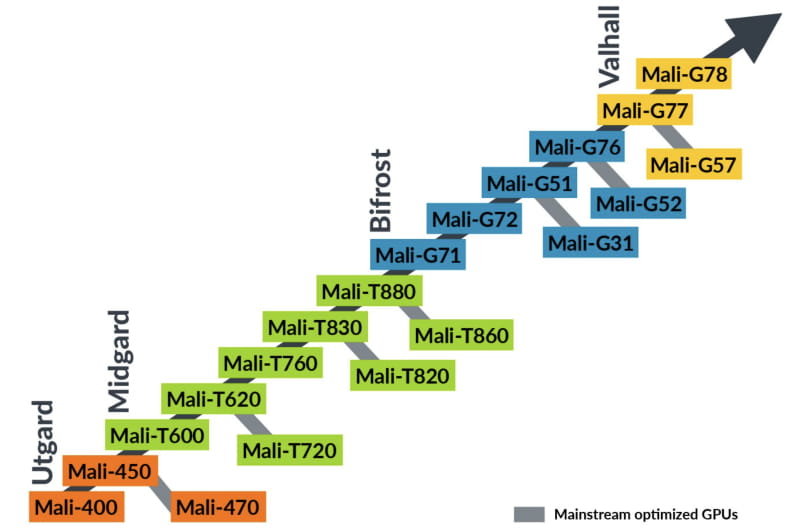 Valhall
Mali-G78
Mali-G77
Mali-G76
Mali-G57
Bifrost
Mali-G51
Mali-G52
Mali-G72
Mali-G31
Mali-G71
Mali-T880
Midgard
Mali-T830
Mali-T860
Mali-T760
Mali-T820
Utgard
Mali-T620
Mali-T600
Mali-T720
Mali-450
Mali-400
Mali-470
Mainstream optimized GPUs